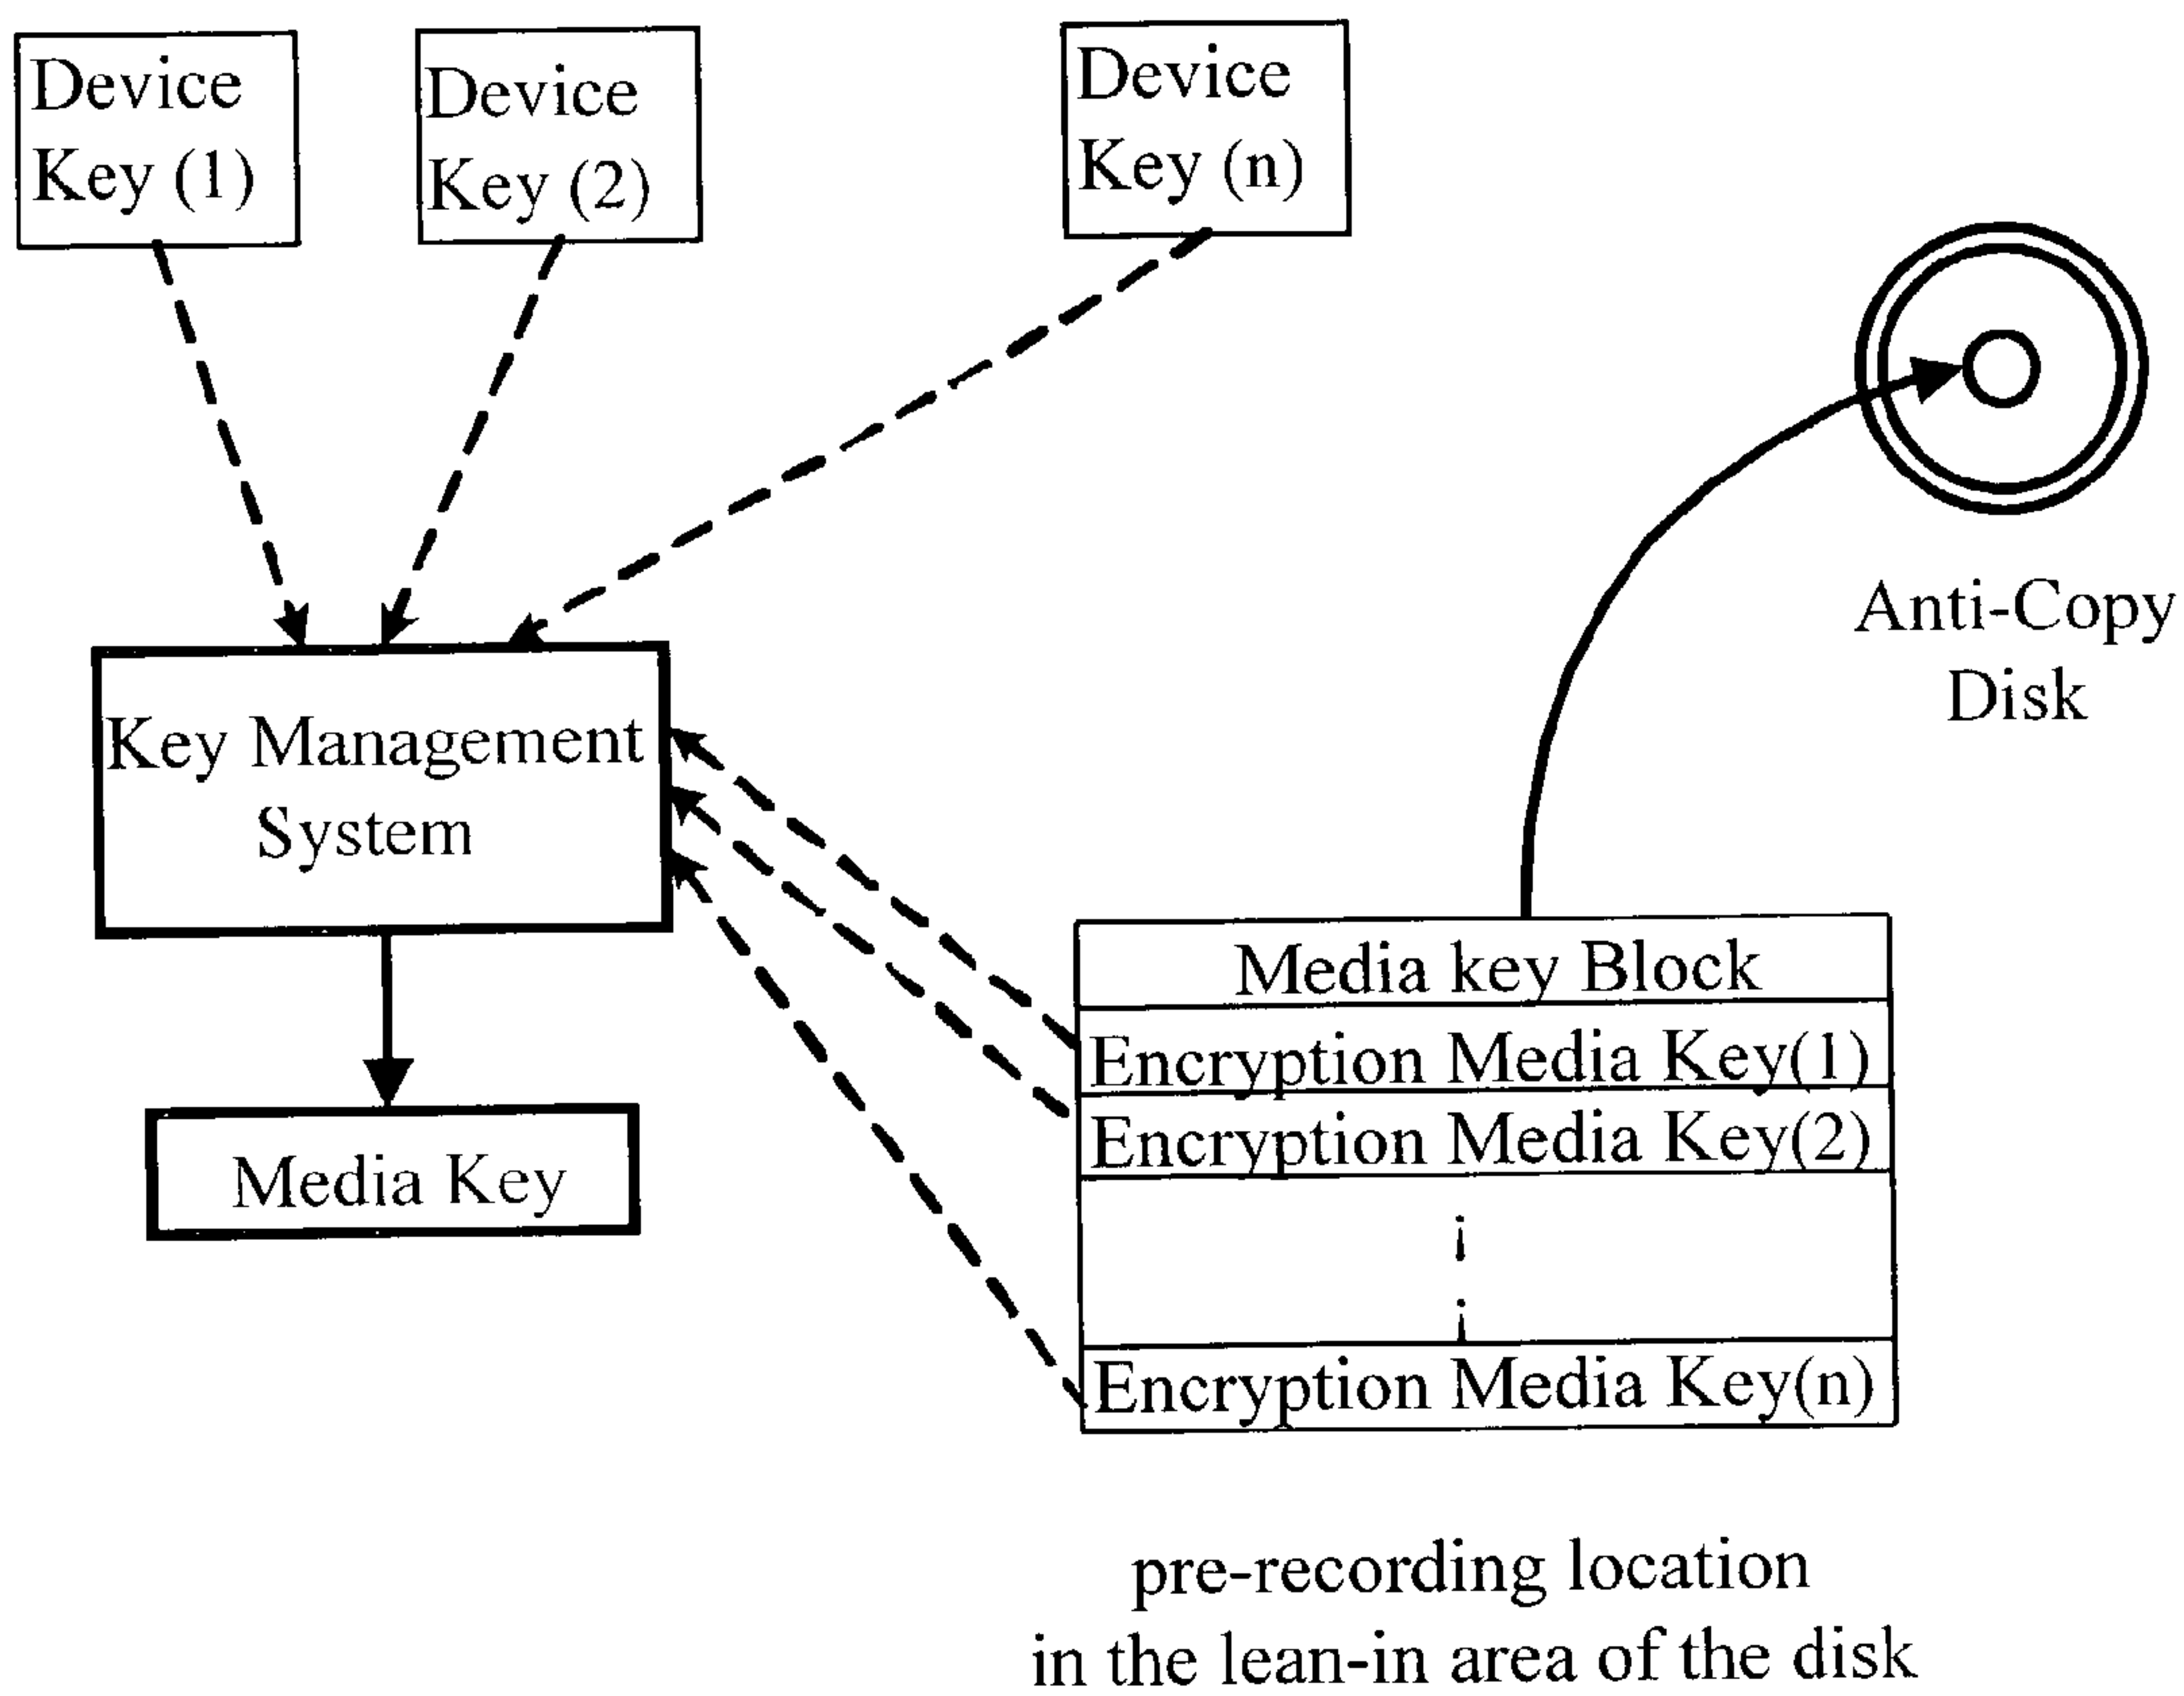 Device
Key (1)
Device
Key (2)
Device
Key (n)
Anti-Copy
Disk
Key Management
System
Media key Block
Encryption Media Key(1)
Encryption Media Key(2)
Encryption Media Key(n)
Media Key
pre-recording location
in the lean-in area of the disk